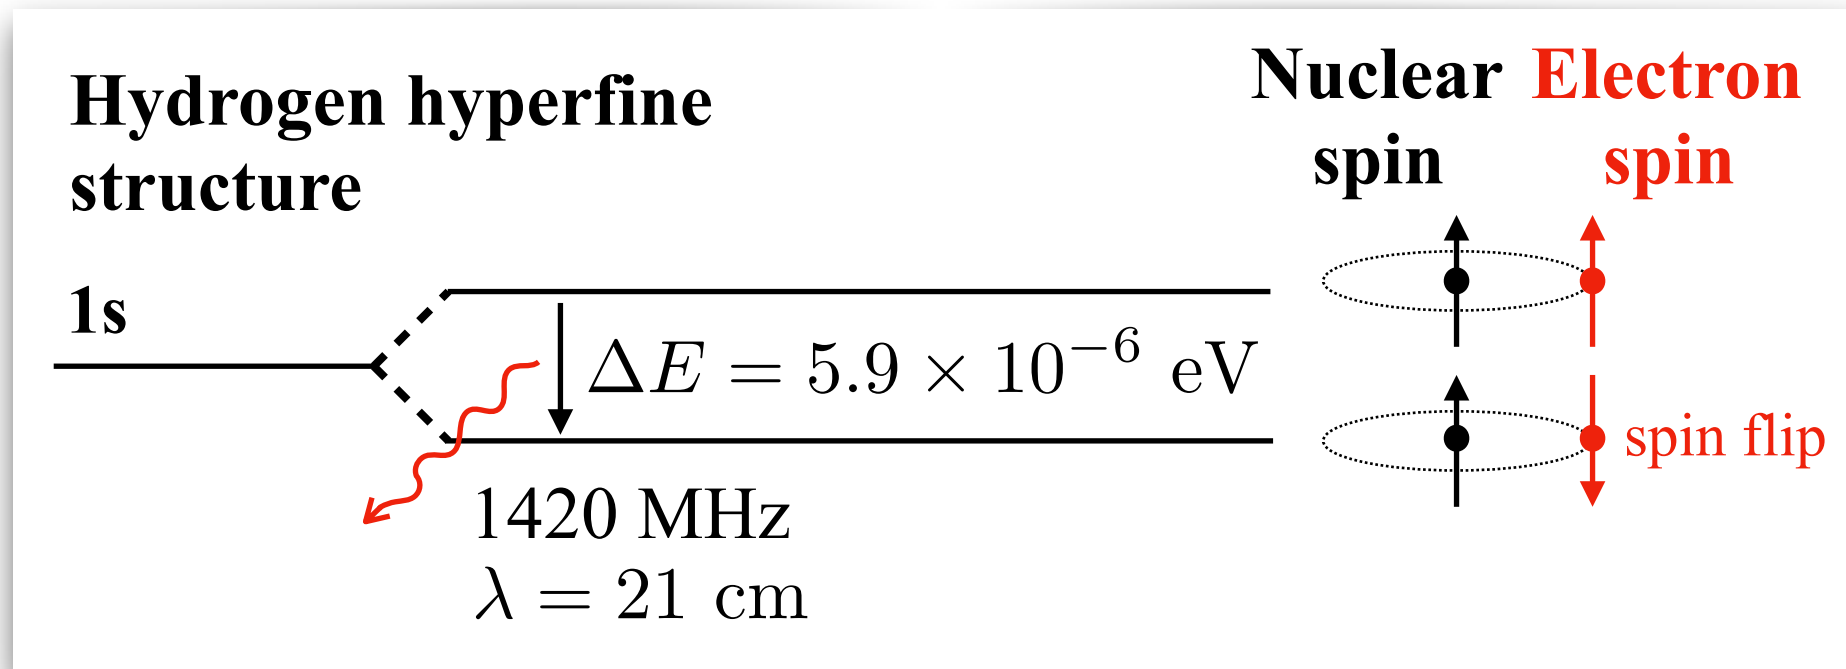 Hydrogen hyperfine
structure
Nuclear Electron
spin spin
1s
ΔE = 5.9 × 10⁻⁶ eV
spin flip
1420 MHz
λ = 21 cm